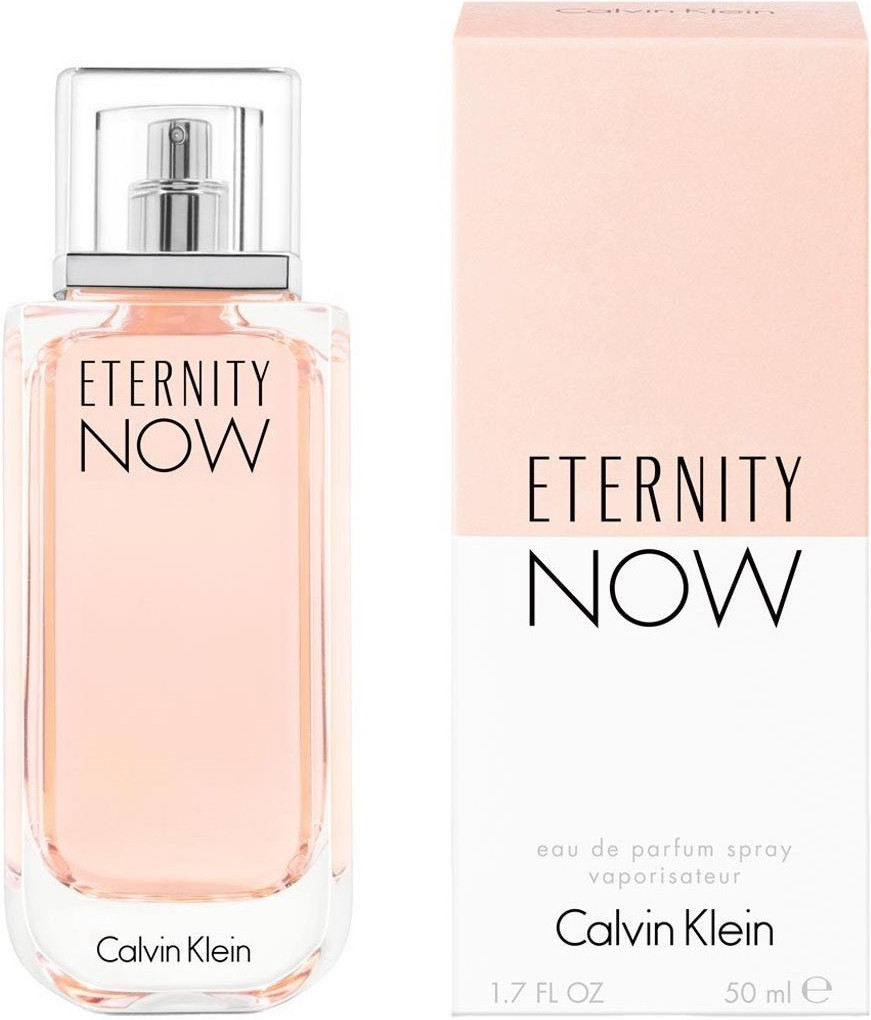 ETERNITY
NOW
Calvin Klein
Calvin Klein
ETERNITY
NOW
eau de parfum spray
vaporisateur
Calvin Klein
1.7 FL OZ 50 ml ℮